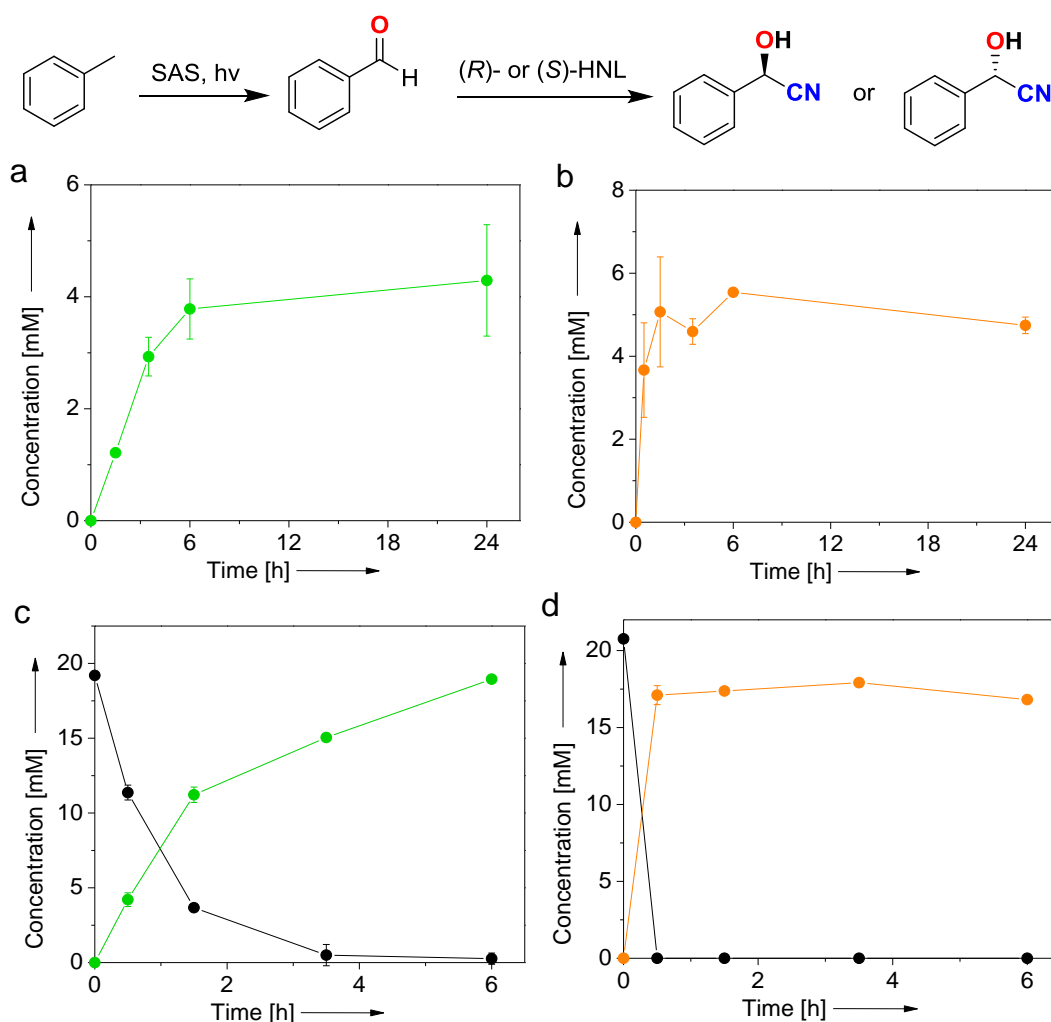 O OH OH
SAS, hv (R)- or (S)-HNL
H CN or CN
a b
6 8
4 6
2 4
0 2
0
Concentration [mM] Concentration [mM]
0 6 12 18 24 0 6 12 18 24
Time [h] Time [h]
c d
20 20
15 15
10 10
5 5
0 0
Concentration [mM] Concentration [mM]
0 2 4 6 0 2 4 6
Time [h] Time [h]